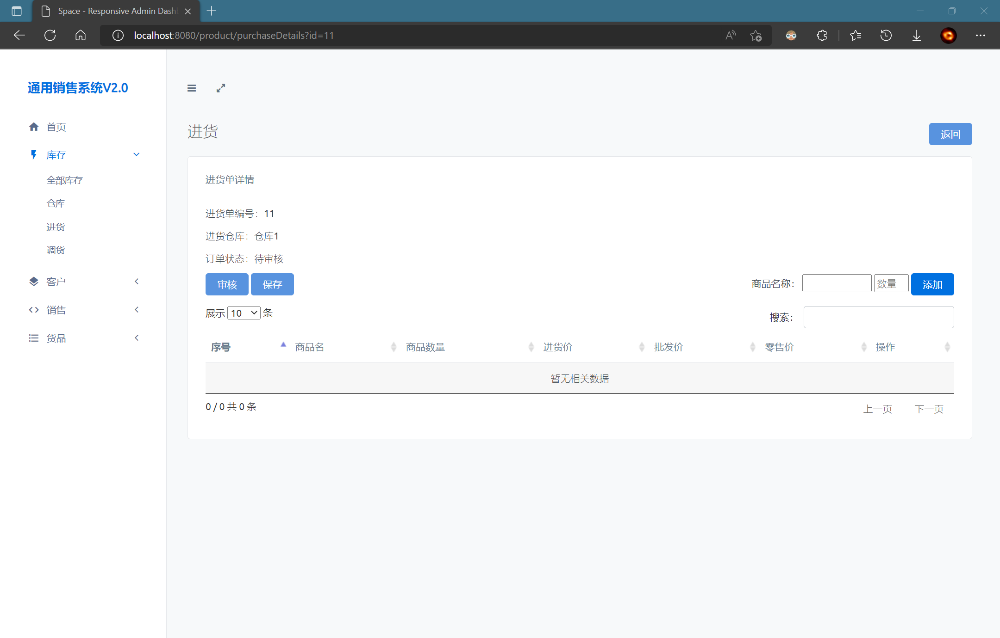 Space - Responsive Admin Dash
localhost:8080/product/purchaseDetails?id=11
通用销售系统V2.0
首页
库存
全部库存
仓库
进货
调货
客户
销售
货品
进货
返回
进货单详情
进货单编号：11
进货仓库：仓库1
订单状态：待审核
审核 保存
商品名称： 数量 添加
展示 10 条
搜索：
序号 商品名 商品数量 进货价 批发价 零售价 操作
暂无相关数据
0 / 0 共 0 条
上一页 下一页